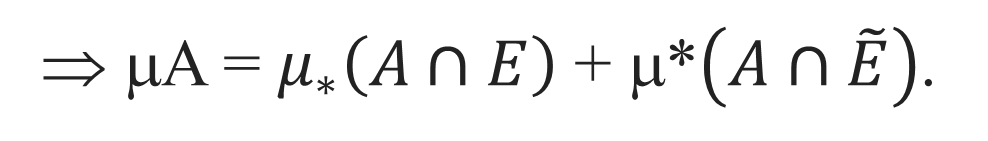 ⇒ μA = μ₊(A ∩ E) + μ*(A ∩ Ẽ).